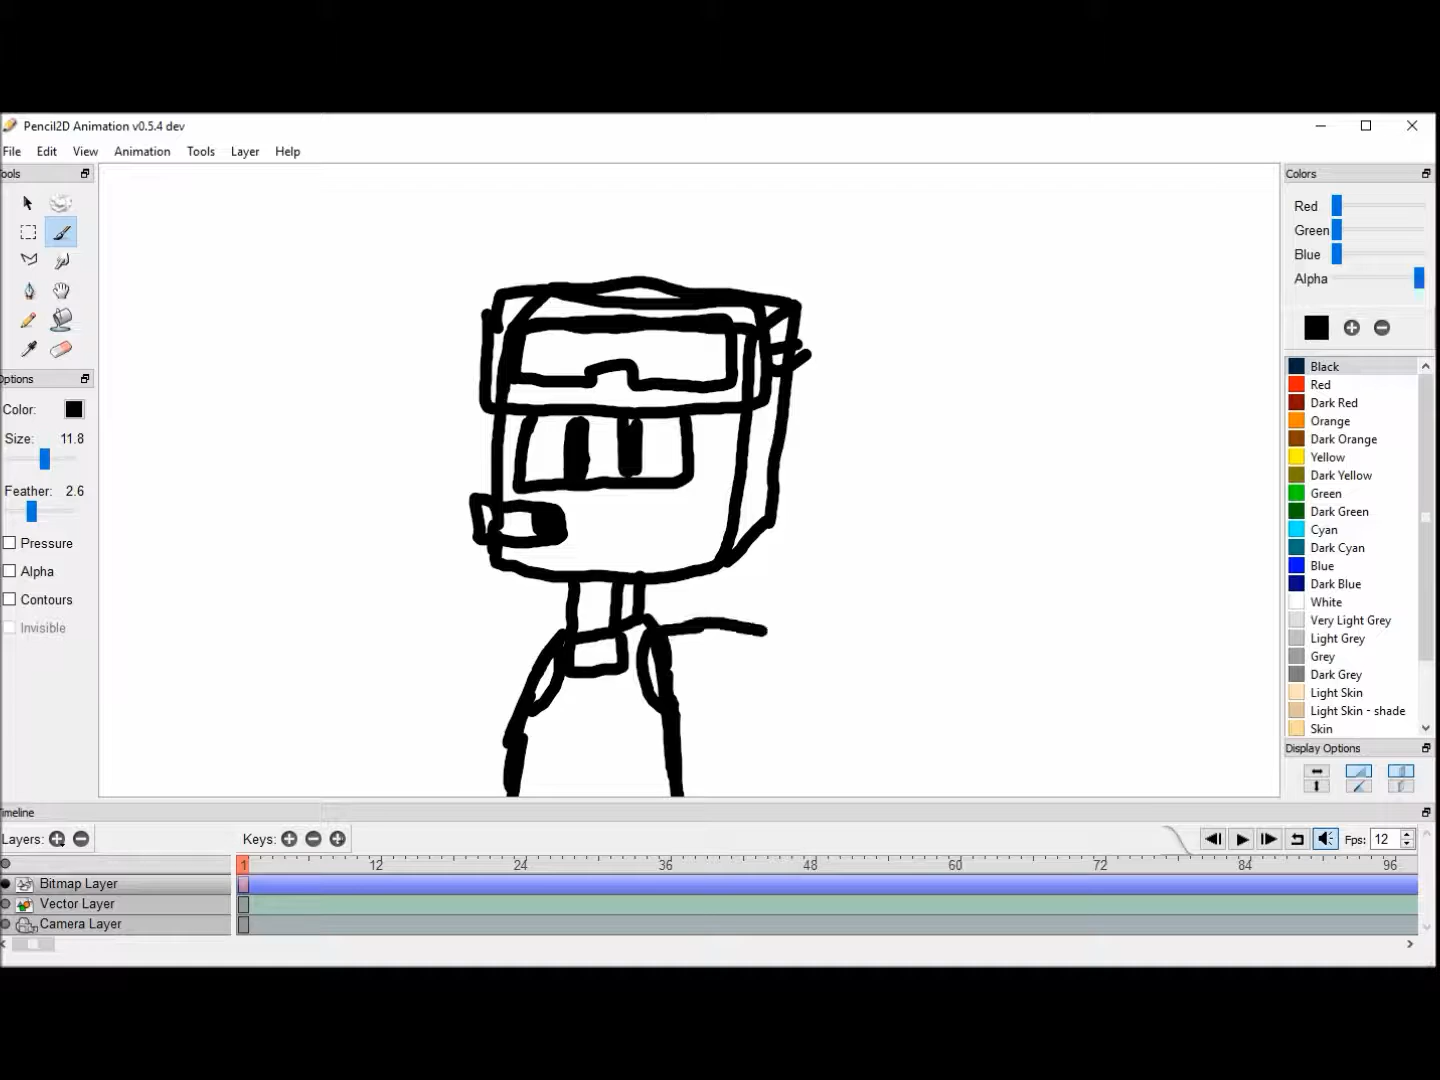 Pencil2D Animation v0.5.4 dev
File Edit View Animation Tools Layer Help
ools
Colors
Red
Green
Blue
Alpha
Options
Color:
Size: 11.8
Feather: 2.6
Pressure
Alpha
Contours
Invisible
Black
Red
Dark Red
Orange
Dark Orange
Yellow
Dark Yellow
Green
Dark Green
Cyan
Dark Cyan
Blue
Dark Blue
White
Very Light Grey
Light Grey
Grey
Dark Grey
Light Skin
Light Skin - shade
Skin
Display Options
Timeline
Layers: Keys: Fps: 12
1 12 24 36 48 60 72 84 96
Bitmap Layer
Vector Layer
Camera Layer